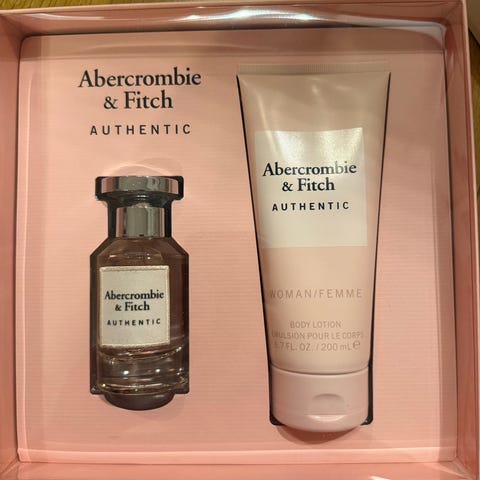 Abercrombie
& Fitch
AUTHENTIC
Abercrombie
& Fitch
AUTHENTIC
Abercrombie
& Fitch
AUTHENTIC
WOMAN/FEMME
BODY LOTION
EMULSION POUR LE CORPS
6.7 FL. OZ. / 200 mL ℮